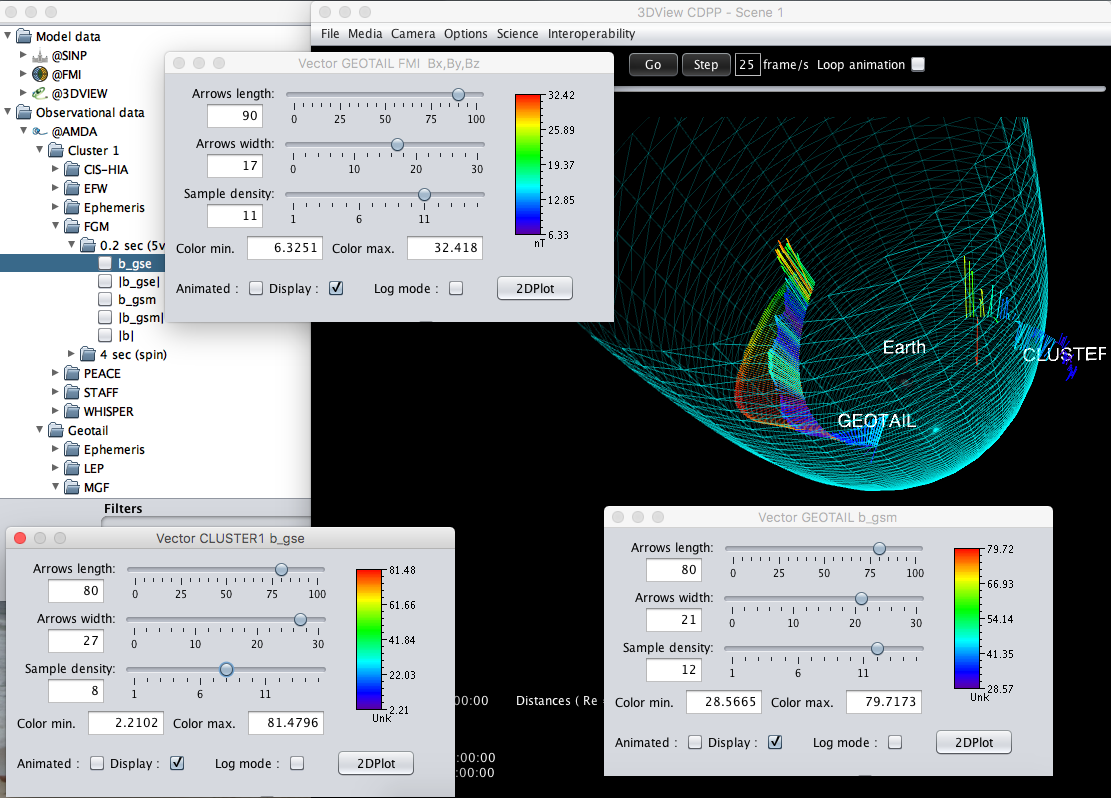 3DView CDPP - Scene 1
File Media Camera Options Science Interoperability
Go Step 25 frame/s Loop animation
Model data
@SINP
@FMI
@3DVIEW
Observational data
@AMDA
Cluster 1
CIS-HIA
EFW
Ephemeris
FGM
0.2 sec (5v
b_gse
|b_gse|
b_gsm
|b_gsm|
|b|
4 sec (spin)
PEACE
STAFF
WHISPER
Geotail
Ephemeris
LEP
MGF
Filters
Vector GEOTAIL FMI Bx,By,Bz
Arrows length:
90
0 25 50 75 100
Arrows width:
17
0 10 20 30
Sample density:
11
1 6 11
32.42
25.89
19.37
12.85
6.33
nT
Color min. 6.3251 Color max. 32.418
Animated : Display : Log mode : 2DPlot
Earth
CLUSTER
GEOTAIL
Vector CLUSTER1 b_gse
Arrows length:
80
0 25 50 75 100
Arrows width:
27
0 10 20 30
Sample density:
8
1 6 11
81.48
61.66
41.84
22.03
2.21
Unk
Color min. 2.2102 Color max. 81.4796
Animated : Display : Log mode : 2DPlot
:00:00 Distances ( Re
:00:00
:00:00
Vector GEOTAIL b_gsm
Arrows length:
80
0 25 50 75 100
Arrows width:
21
0 10 20 30
Sample density:
12
1 6 11
79.72
66.93
54.14
41.35
28.57
Unk
Color min. 28.5665 Color max. 79.7173
Animated : Display : Log mode : 2DPlot